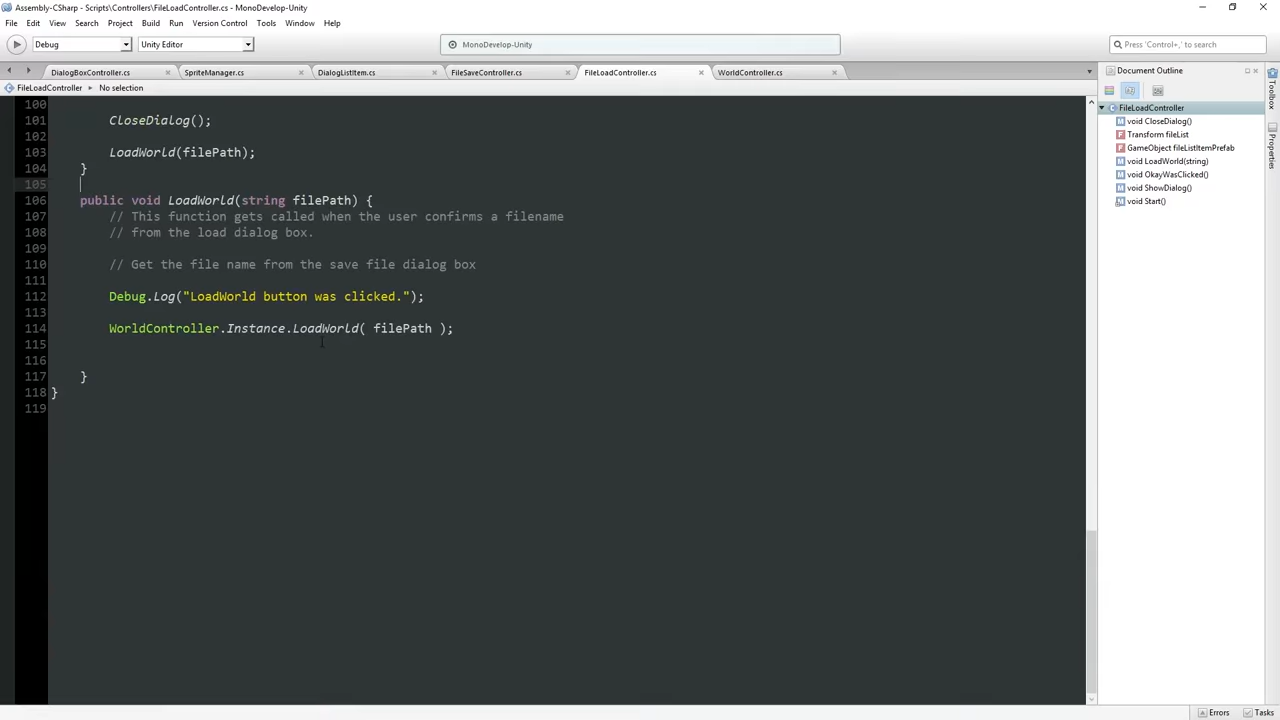 Assembly-CSharp - Scripts\Controllers\FileLoadController.cs - MonoDevelop-Unity
File Edit View Search Project Build Run Version Control Tools Window Help
Debug Unity Editor MonoDevelop-Unity Press 'Control+,' to search
DialogBoxController.cs SpriteManager.cs DialogListItem.cs FileSaveController.cs FileLoadController.cs WorldController.cs
FileLoadController No selection
100
101 CloseDialog();
102
103 LoadWorld(filePath);
104 }
105
106 public void LoadWorld(string filePath) {
107 // This function gets called when the user confirms a filename
108 // from the load dialog box.
109
110 // Get the file name from the save file dialog box
111
112 Debug.Log("LoadWorld button was clicked.");
113
114 WorldController.Instance.LoadWorld( filePath );
115
116
117 }
118 }
119
Document Outline
FileLoadController
void CloseDialog()
Transform fileList
GameObject fileListItemPrefab
void LoadWorld(string)
void OkayWasClicked()
void ShowDialog()
void Start()
Toolbox
Properties
Errors Tasks